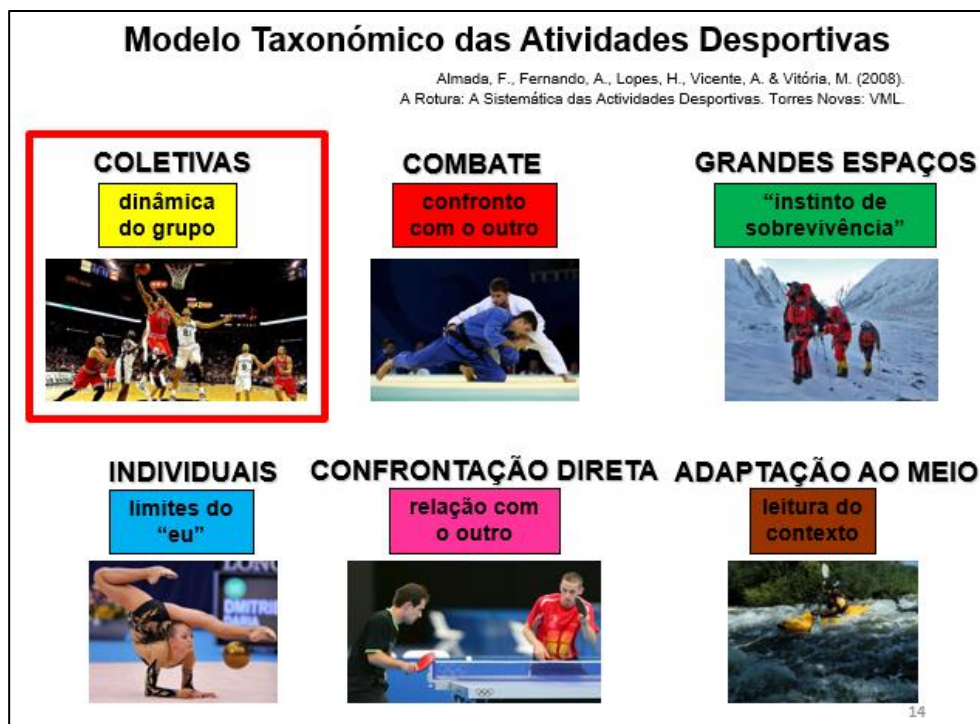 Modelo Taxonómico das Atividades Desportivas
Almada, F., Fernando, A., Lopes, H., Vicente, A. & Vitória, M. (2008).
A Rotura: A Sistemática das Actividades Desportivas. Torres Novas: VML.
COLETIVAS
dinâmica
do grupo
COMBATE
confronto
com o outro
GRANDES ESPAÇOS
“instinto de
sobrevivência”
INDIVIDUAIS
limites do
“eu”
CONFRONTAÇÃO DIRETA
relação com
o outro
ADAPTAÇÃO AO MEIO
leitura do
contexto
14